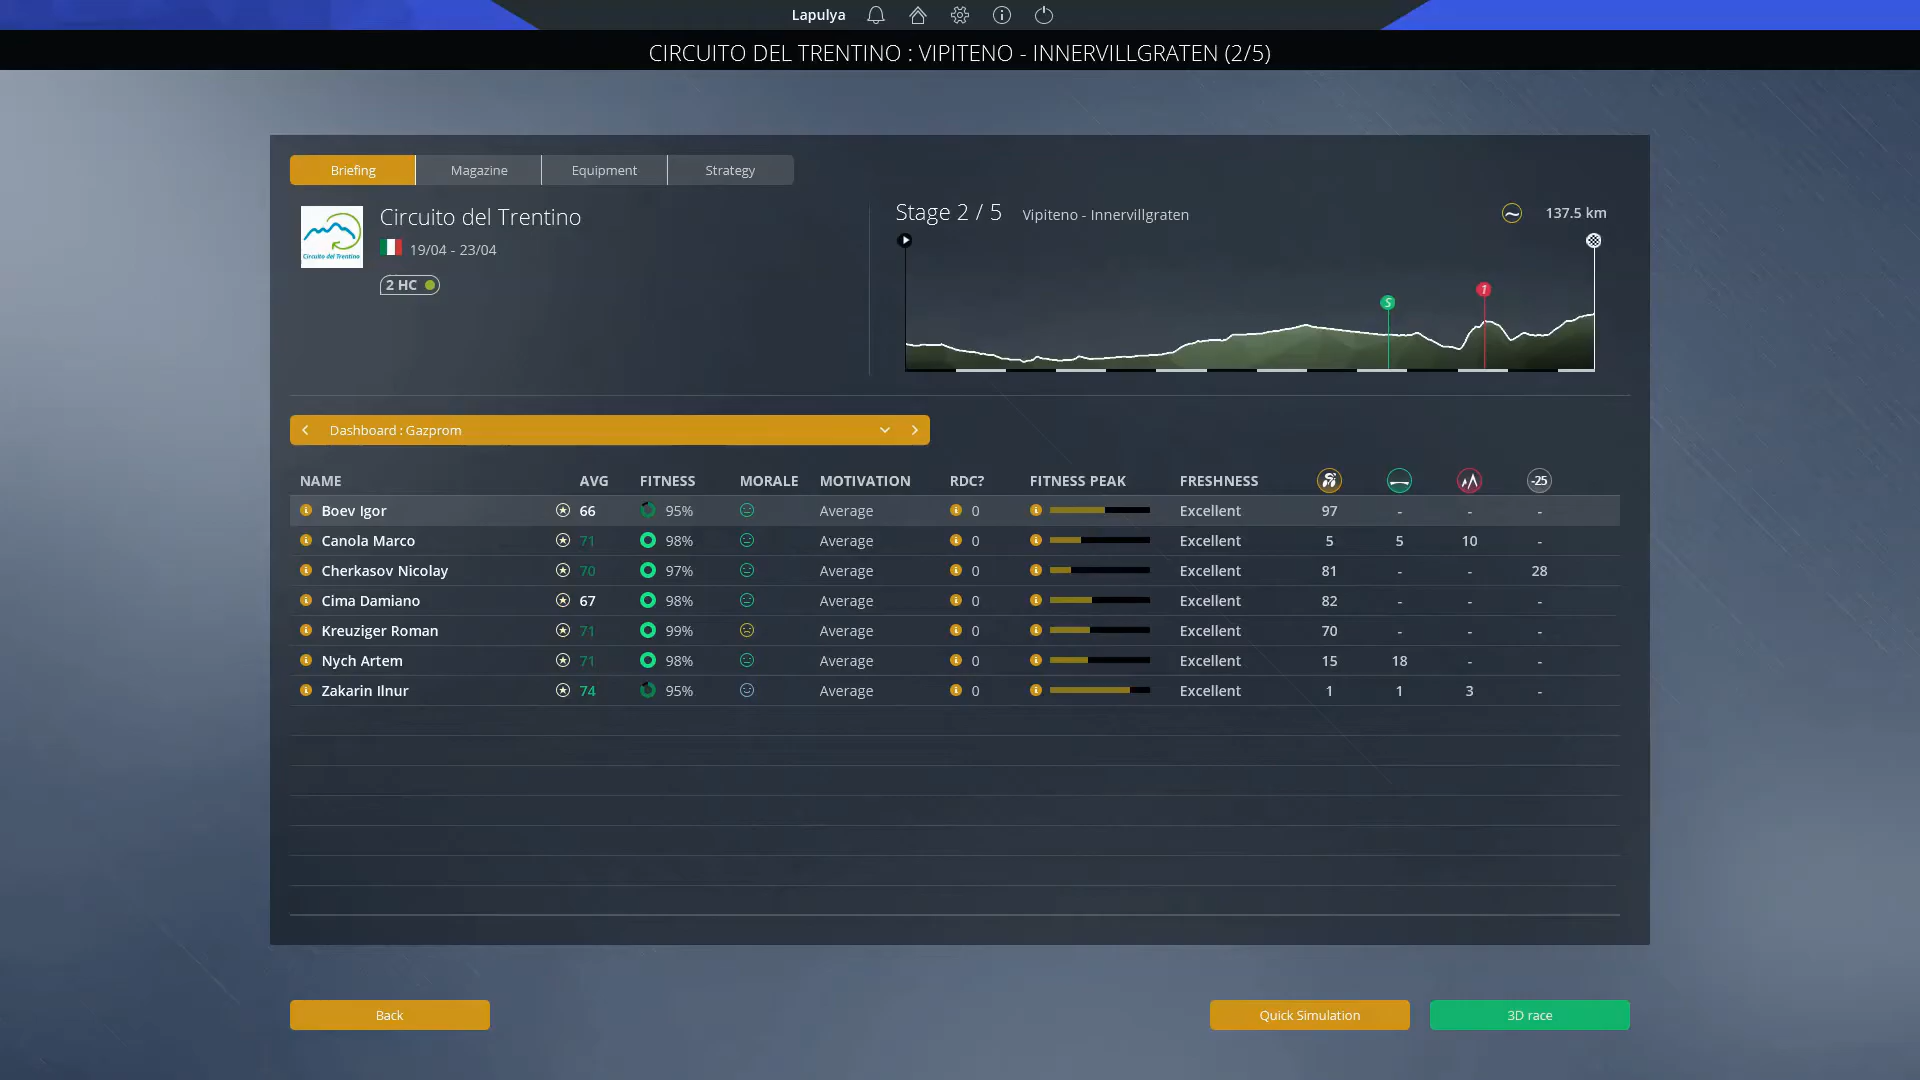 Lapulya
CIRCUITO DEL TRENTINO : VIPITENO - INNERVILLGRATEN (2/5)
Briefing Magazine Equipment Strategy
Circuito del Trentino
Circuito del Trentino
19/04 - 23/04
2 HC
Stage 2 / 5 Vipiteno - Innervillgraten 137.5 km
S
1
Dashboard : Gazprom
NAME AVG FITNESS MORALE MOTIVATION RDC? FITNESS PEAK FRESHNESS -25
Boev Igor 66 95% Average 0 Excellent 97 - - -
Canola Marco 71 98% Average 0 Excellent 5 5 10 -
Cherkasov Nicolay 70 97% Average 0 Excellent 81 - - 28
Cima Damiano 67 98% Average 0 Excellent 82 - - -
Kreuziger Roman 71 99% Average 0 Excellent 70 - - -
Nych Artem 71 98% Average 0 Excellent 15 18 - -
Zakarin Ilnur 74 95% Average 0 Excellent 1 1 3 -
Back Quick Simulation 3D race